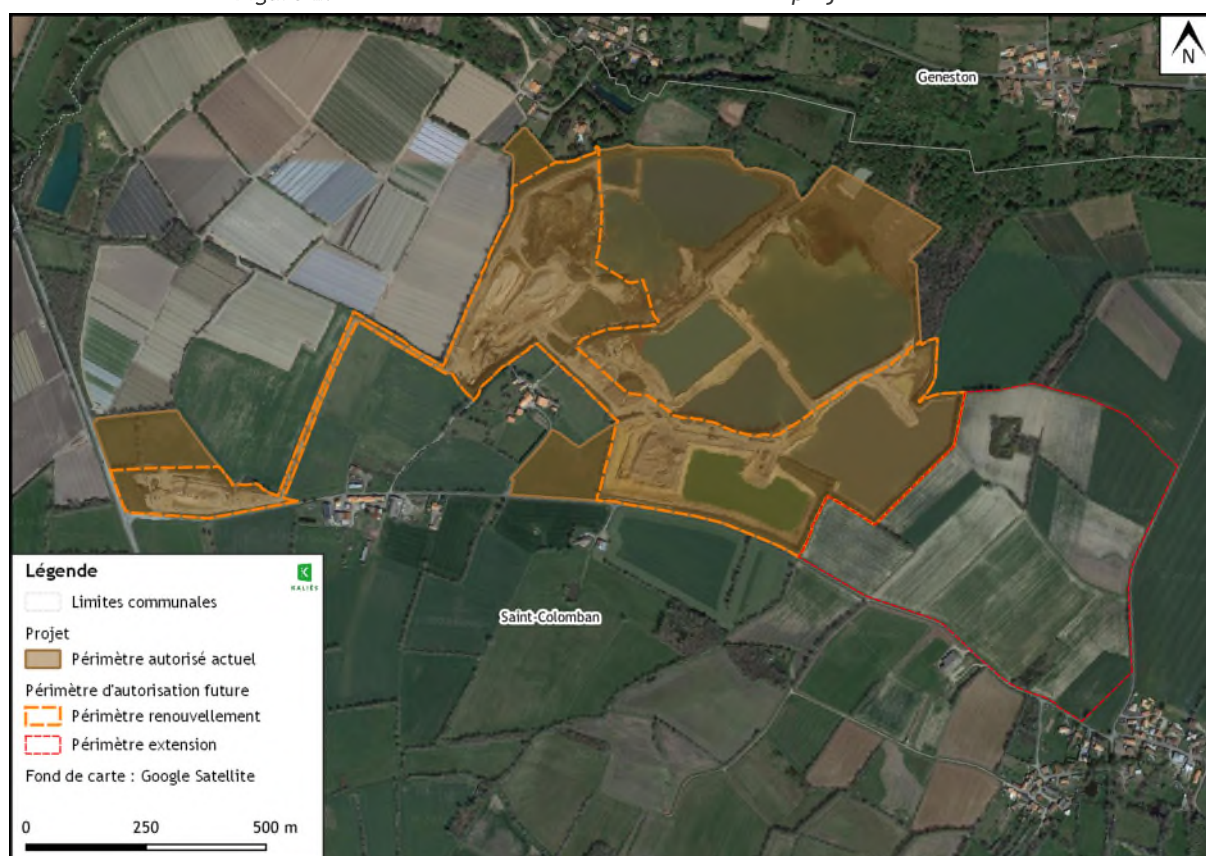 Geneston
N
Saint-Colomban
Légende
KALIÈS
Limites communales
Projet
Périmètre autorisé actuel
Périmètre d'autorisation future
Périmètre renouvellement
Périmètre extension
Fond de carte : Google Satellite
0 250 500 m